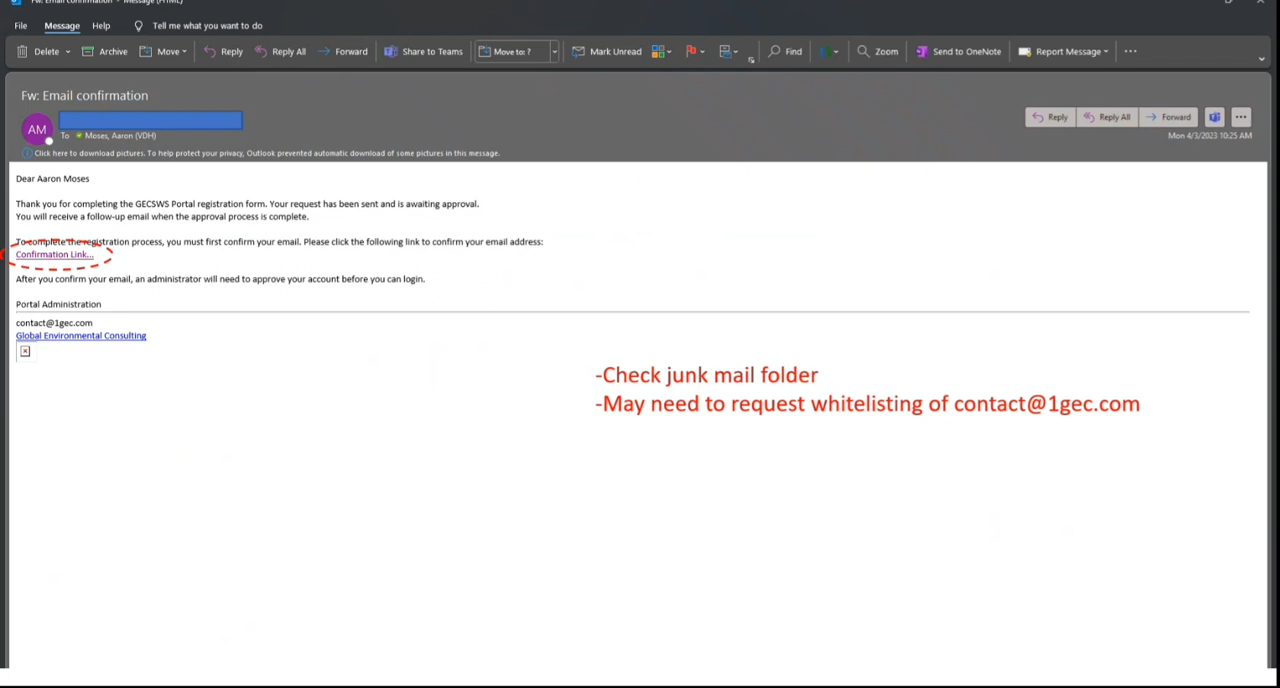 Fw: Email confirmation - Message (HTML)
File Message Help Tell me what you want to do
Delete Archive Move Reply Reply All Forward Share to Teams Move to: ? Mark Unread Find Zoom Send to OneNote Report Message ...
Fw: Email confirmation
AM
To Moses, Aaron (VDH)
Reply Reply All Forward ...
Mon 4/3/2023 10:25 AM
Click here to download pictures. To help protect your privacy, Outlook prevented automatic download of some pictures in this message.
Dear Aaron Moses
Thank you for completing the GECSWS Portal registration form. Your request has been sent and is awaiting approval.
You will receive a follow-up email when the approval process is complete.
To complete the registration process, you must first confirm your email. Please click the following link to confirm your email address:
Confirmation Link...
After you confirm your email, an administrator will need to approve your account before you can login.
Portal Administration
contact@1gec.com
Global Environmental Consulting
-Check junk mail folder
-May need to request whitelisting of contact@1gec.com